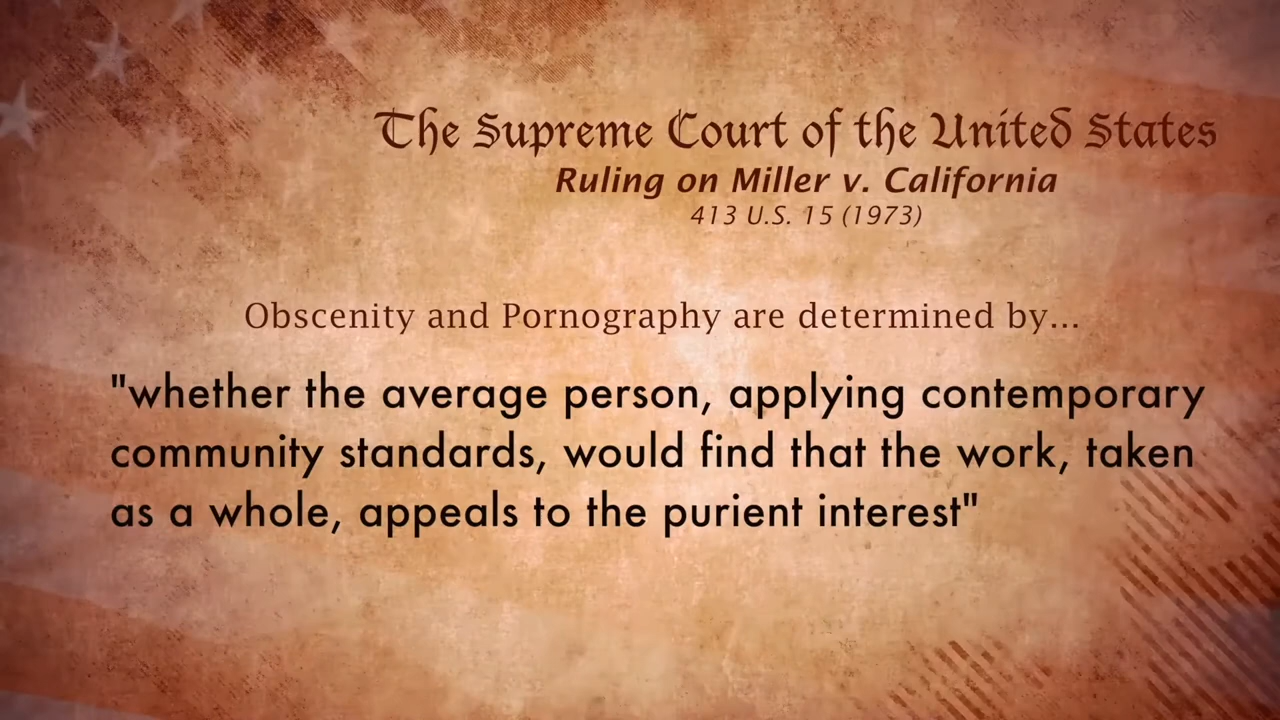 The Supreme Court of the United States
Ruling on Miller v. California
413 U.S. 15 (1973)
Obscenity and Pornography are determined by...
"whether the average person, applying contemporary
community standards, would find that the work, taken
as a whole, appeals to the purient interest"